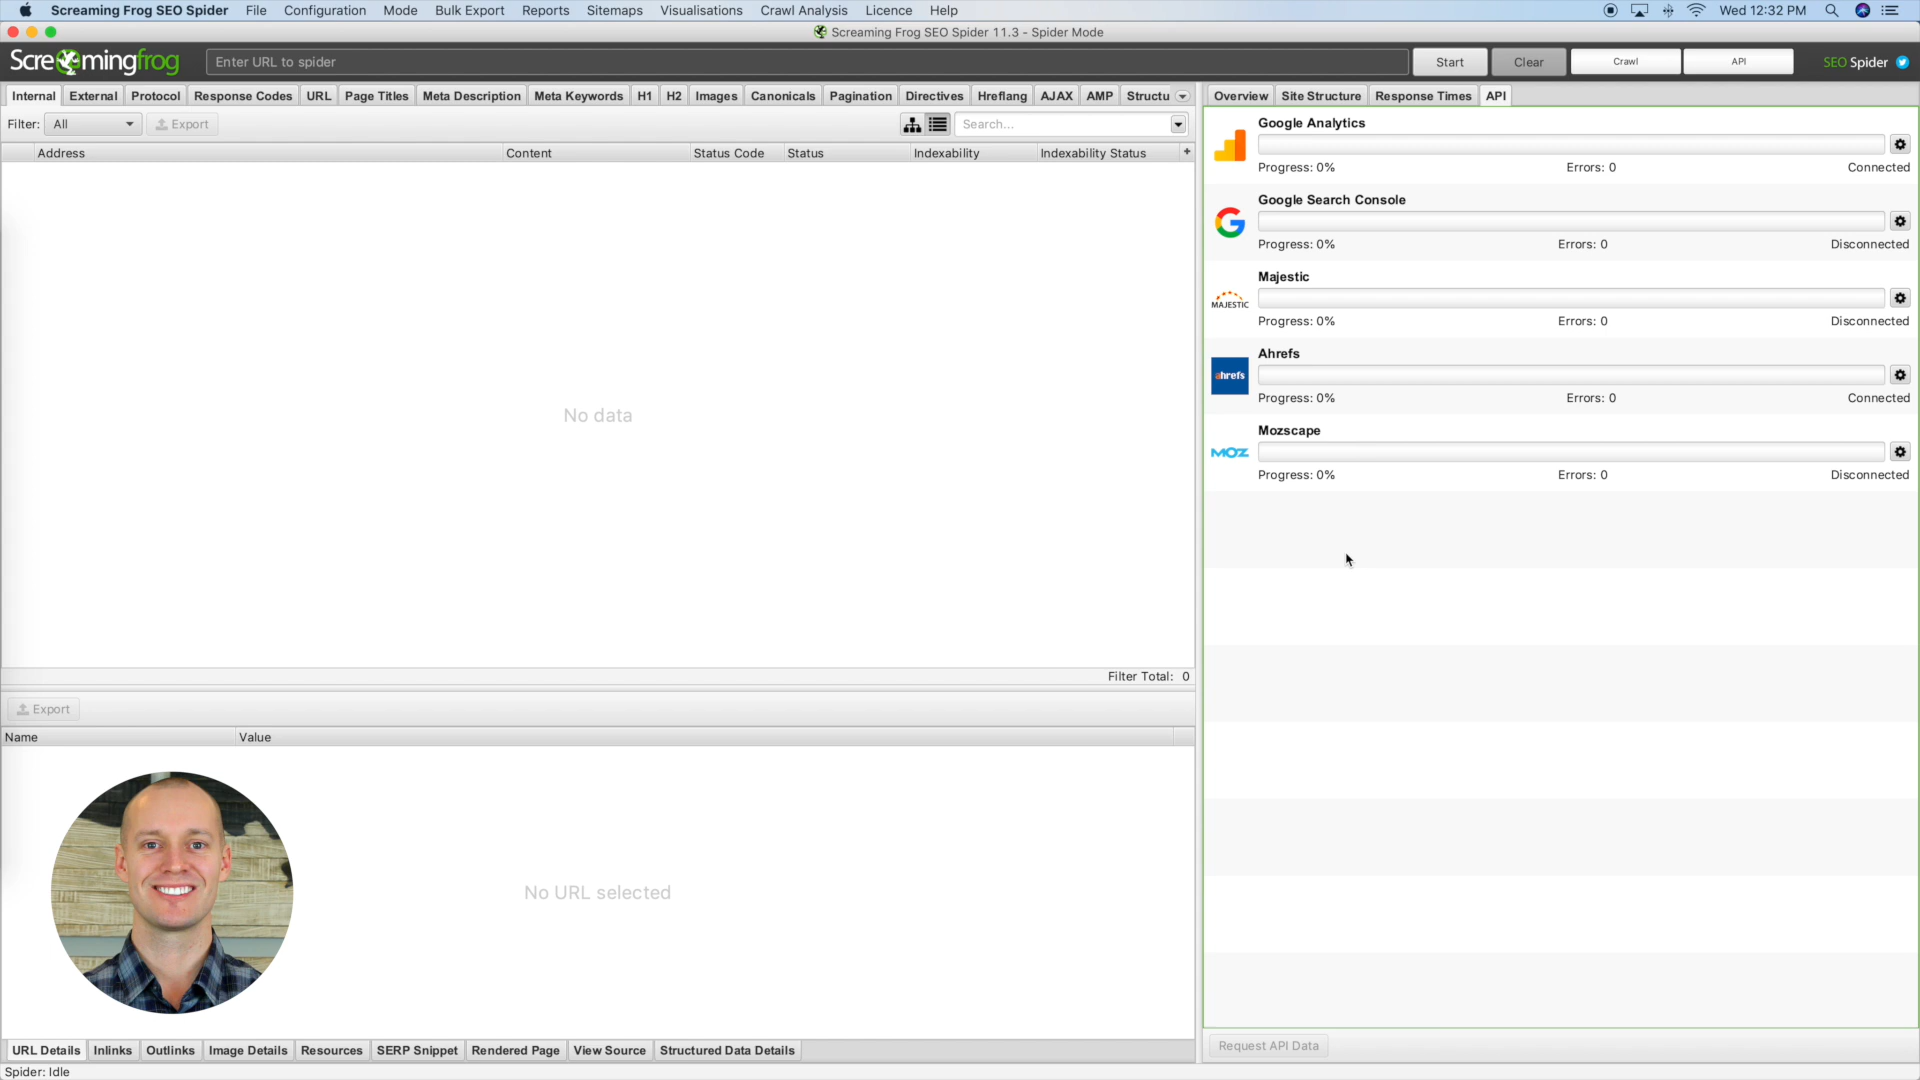 Screaming Frog SEO Spider File Configuration Mode Bulk Export Reports Sitemaps Visualisations Crawl Analysis Licence Help Wed 12:32 PM
Screaming Frog SEO Spider 11.3 - Spider Mode
Screamingfrog Enter URL to spider Start Clear Crawl API SEO Spider
Internal External Protocol Response Codes URL Page Titles Meta Description Meta Keywords H1 H2 Images Canonicals Pagination Directives Hreflang AJAX AMP Structu
Filter: All Export Search...
Address Content Status Code Status Indexability Indexability Status +
No data
Filter Total: 0
Export
Name Value
No URL selected
URL Details Inlinks Outlinks Image Details Resources SERP Snippet Rendered Page View Source Structured Data Details
Spider: Idle
Overview Site Structure Response Times API
Google Analytics
Progress: 0% Errors: 0 Connected
Google Search Console
Progress: 0% Errors: 0 Disconnected
Majestic
MAJESTIC
Progress: 0% Errors: 0 Disconnected
Ahrefs
ahrefs
Progress: 0% Errors: 0 Connected
Mozscape
MOZ
Progress: 0% Errors: 0 Disconnected
Request API Data